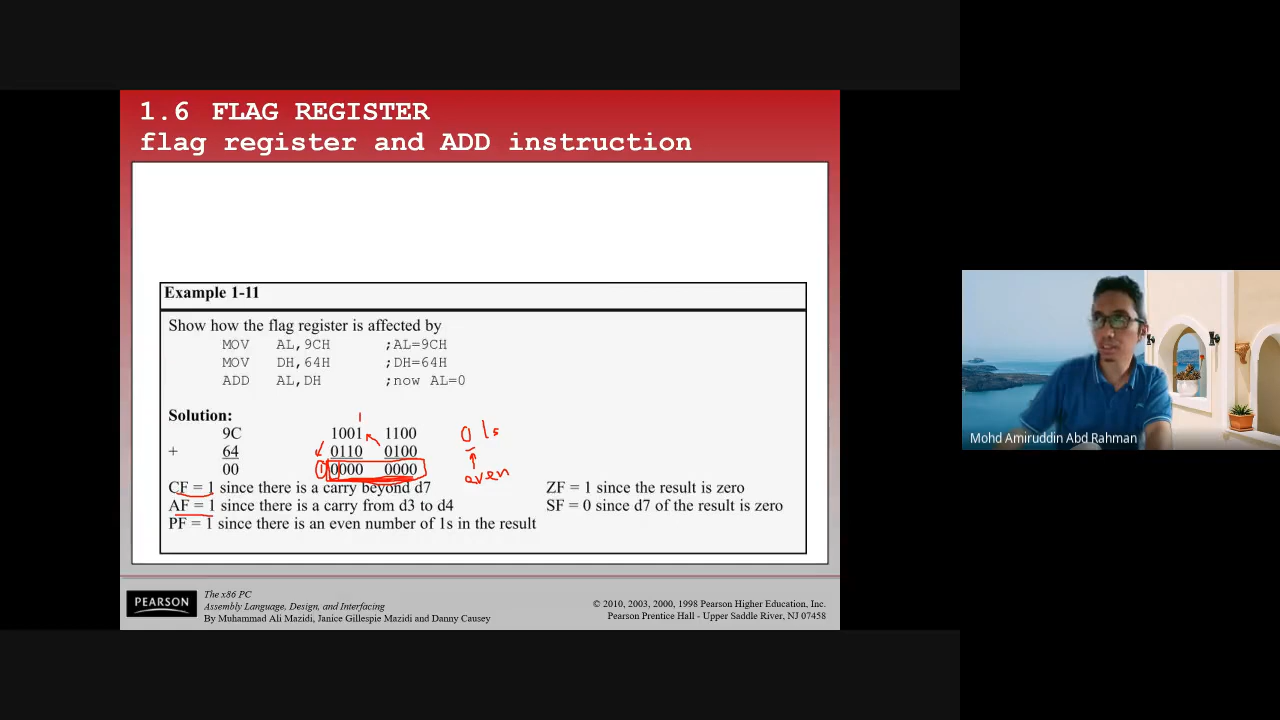 1.6 FLAG REGISTER
flag register and ADD instruction
Example 1-11
Show how the flag register is affected by
MOV AL,9CH ;AL=9CH
MOV DH,64H ;DH=64H
ADD AL,DH ;now AL=0
Solution:
1
9C 1001 1100 0 1s
+ 64 0110 0100
00 1 0000 0000 even
CF = 1 since there is a carry beyond d7 ZF = 1 since the result is zero
AF = 1 since there is a carry from d3 to d4 SF = 0 since d7 of the result is zero
PF = 1 since there is an even number of 1s in the result
PEARSON
The x86 PC
Assembly Language, Design, and Interfacing
By Muhammad Ali Mazidi, Janice Gillespie Mazidi and Danny Causey
© 2010, 2003, 2000, 1998 Pearson Higher Education, Inc.
Pearson Prentice Hall - Upper Saddle River, NJ 07458
Mohd Amiruddin Abd Rahman